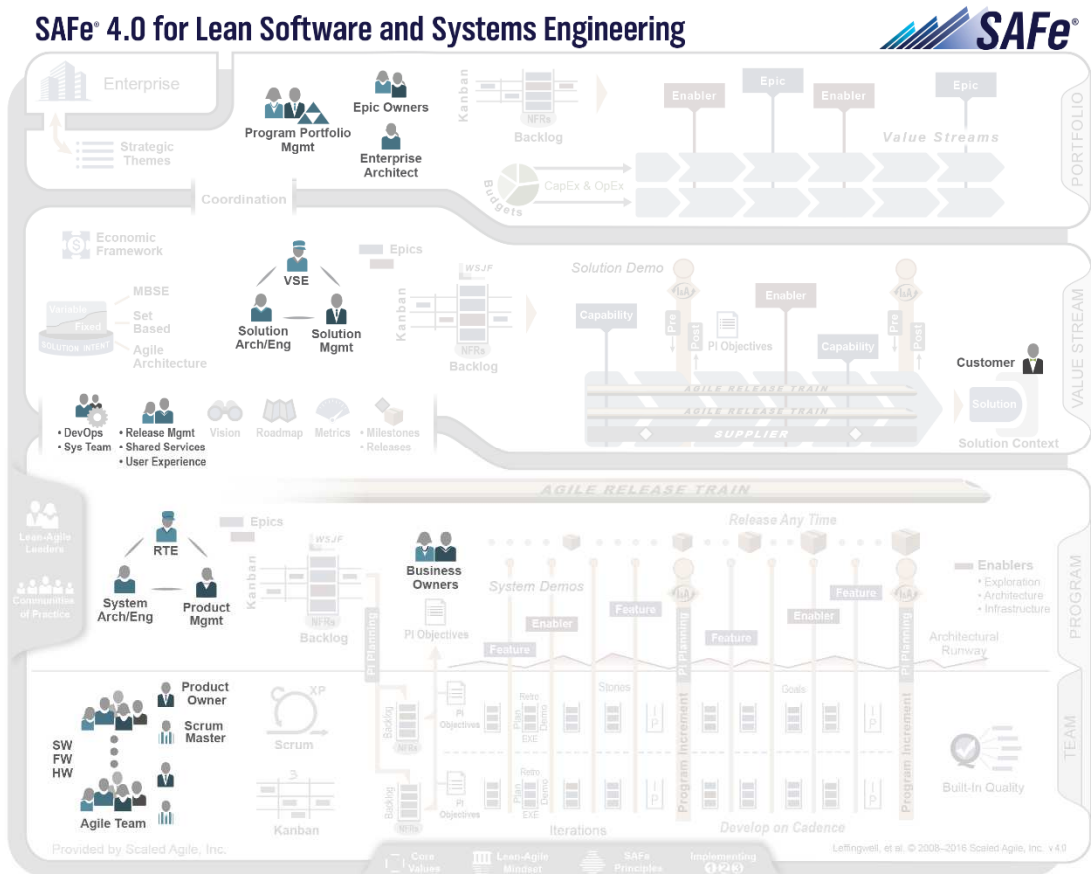 SAFe® 4.0 for Lean Software and Systems Engineering
SAFe®
Enterprise
Strategic
Themes
Program Portfolio
Mgmt
Epic Owners
Enterprise
Architect
Kanban
NFRs
Backlog
Enabler
Epic
Enabler
Epic
Value Streams
Budgets
CapEx & OpEx
PORTFOLIO
Coordination
Economic
Framework
MBSE
Set
Based
Agile
Architecture
Variable
Fixed
SOLUTION INTENT
VSE
Solution
Arch/Eng
Solution
Mgmt
Epics
Kanban
WSJF
NFRs
Backlog
Solution Demo
Capability
Pre
Post
I&A
PI Objectives
Enabler
Capability
I&A
Pre
Post
AGILE RELEASE TRAIN
AGILE RELEASE TRAIN
SUPPLIER
Customer
Solution
Solution Context
VALUE STREAM
• DevOps
• Sys Team
• Release Mgmt
• Shared Services
• User Experience
Vision
Roadmap
Metrics
• Milestones
• Releases
AGILE RELEASE TRAIN
Lean-Agile
Leaders
Communities
of Practice
RTE
System
Arch/Eng
Product
Mgmt
Epics
Kanban
WSJF
NFRs
Backlog
PI Planning
Business
Owners
PI Objectives
System Demos
Release Any Time
Feature
Enabler
Feature
I&A
PI Planning
Feature
Enabler
Feature
I&A
PI Planning
Enablers
• Exploration
• Architecture
• Infrastructure
Architectural
Runway
PROGRAM
Product
Owner
Scrum
Master
SW
FW
HW
Agile Team
XP
Scrum
3
Kanban
Backlog
NFRs
Backlog
NFRs
PI
Objectives
Plan
Retro
EXE
Demo
Stories
IP
Goals
IP
PI
Objectives
Plan
Retro
EXE
Demo
IP
IP
Program Increment
Program Increment
Iterations
Develop on Cadence
Built-In Quality
TEAM
Provided by Scaled Agile, Inc.
Leffingwell, et al. © 2008–2016 Scaled Agile, Inc. v4.0
Core
Values
Lean-Agile
Mindset
SAFe
Principles
Implementing
123